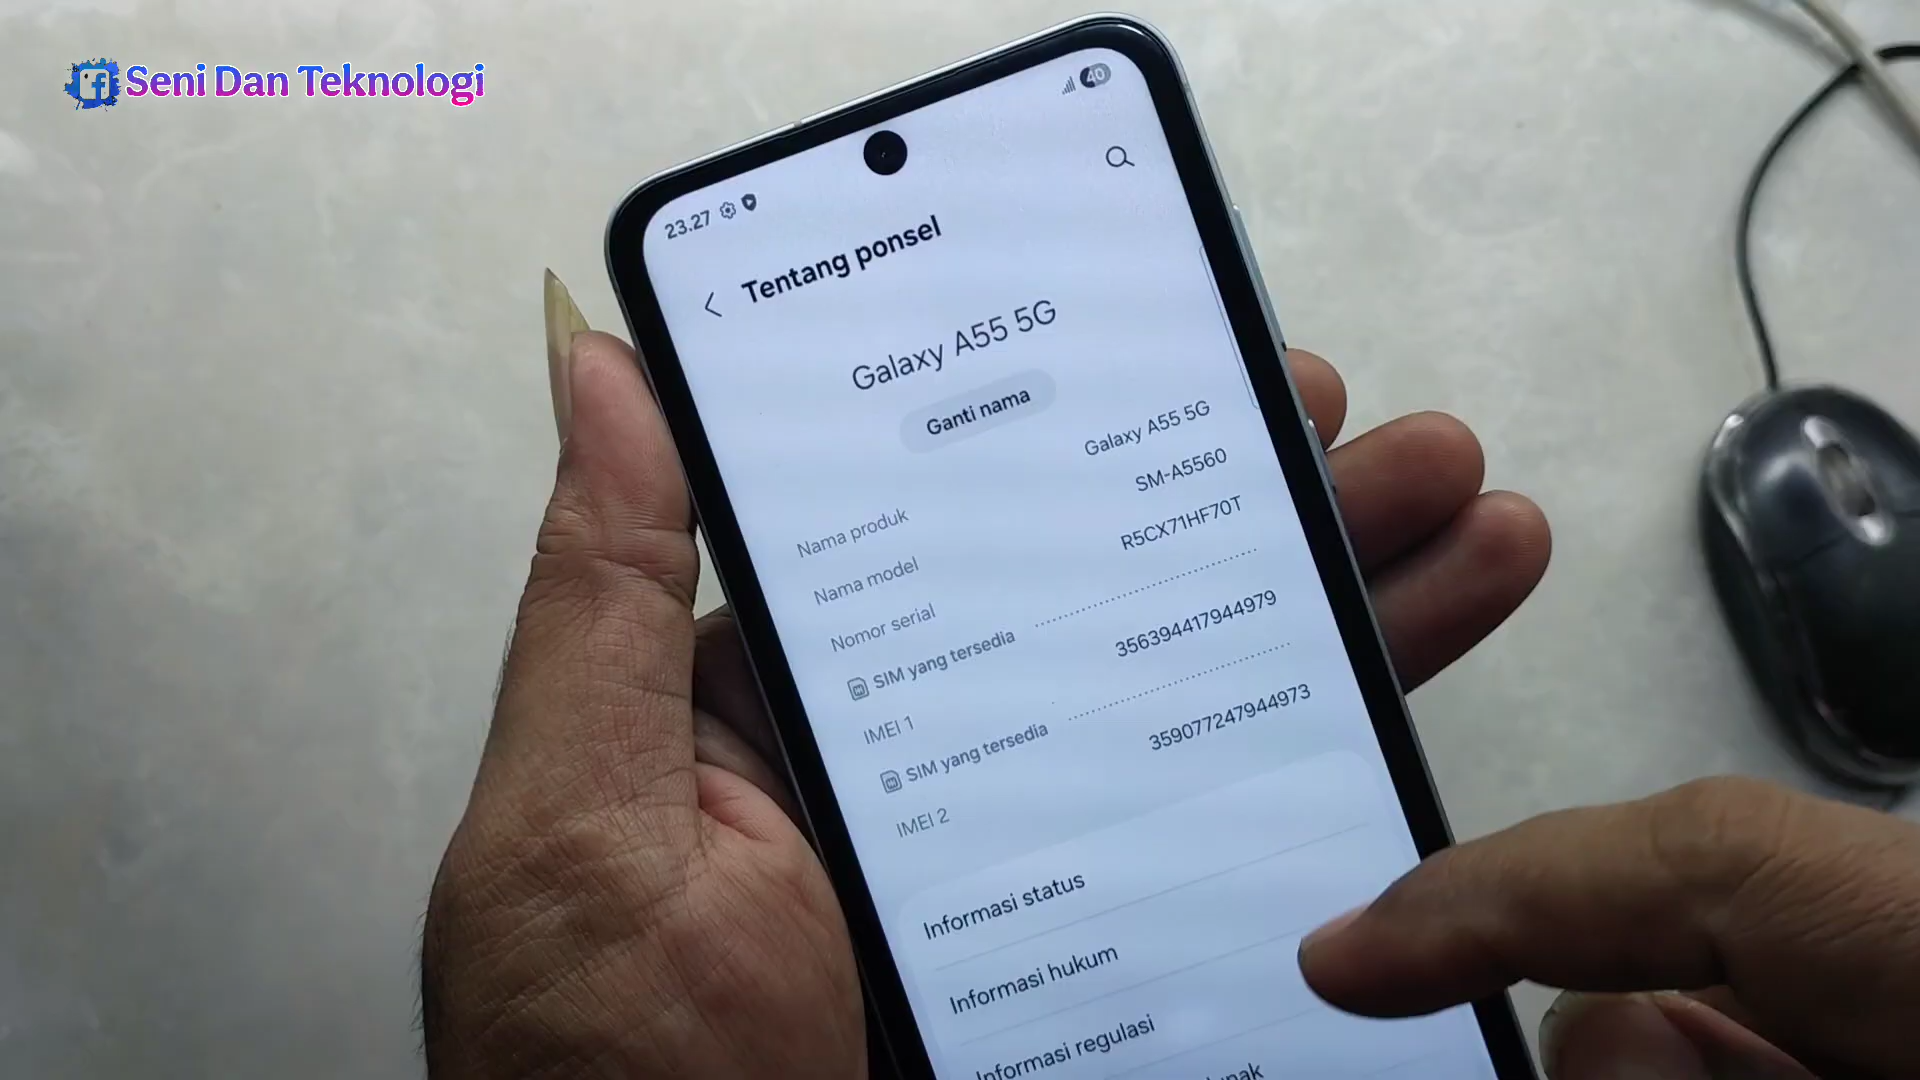 Seni Dan Teknologi
40
23.27
Tentang ponsel
Galaxy A55 5G
Ganti nama
Nama produk Galaxy A55 5G
Nama model SM-A5560
Nomor serial R5CX71HF70T
SIM yang tersedia
IMEI 1 356394417944979
SIM yang tersedia
IMEI 2 359077247944973
Informasi status
Informasi hukum
Informasi regulasi